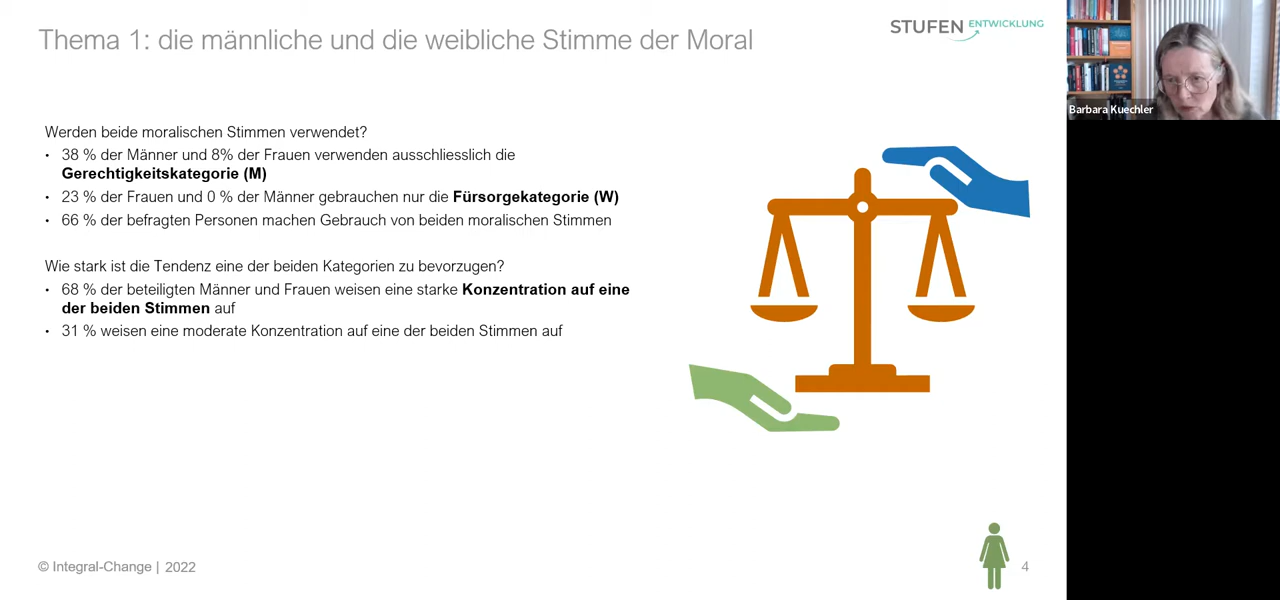 Thema 1: die männliche und die weibliche Stimme der Moral
STUFEN ENTWICKLUNG
Barbara Kuechler
Werden beide moralischen Stimmen verwendet?
• 38 % der Männer und 8% der Frauen verwenden ausschliesslich die
Gerechtigkeitskategorie (M)
• 23 % der Frauen und 0 % der Männer gebrauchen nur die Fürsorgekategorie (W)
• 66 % der befragten Personen machen Gebrauch von beiden moralischen Stimmen
Wie stark ist die Tendenz eine der beiden Kategorien zu bevorzugen?
• 68 % der beteiligten Männer und Frauen weisen eine starke Konzentration auf eine
der beiden Stimmen auf
• 31 % weisen eine moderate Konzentration auf eine der beiden Stimmen auf
© Integral-Change | 2022
4